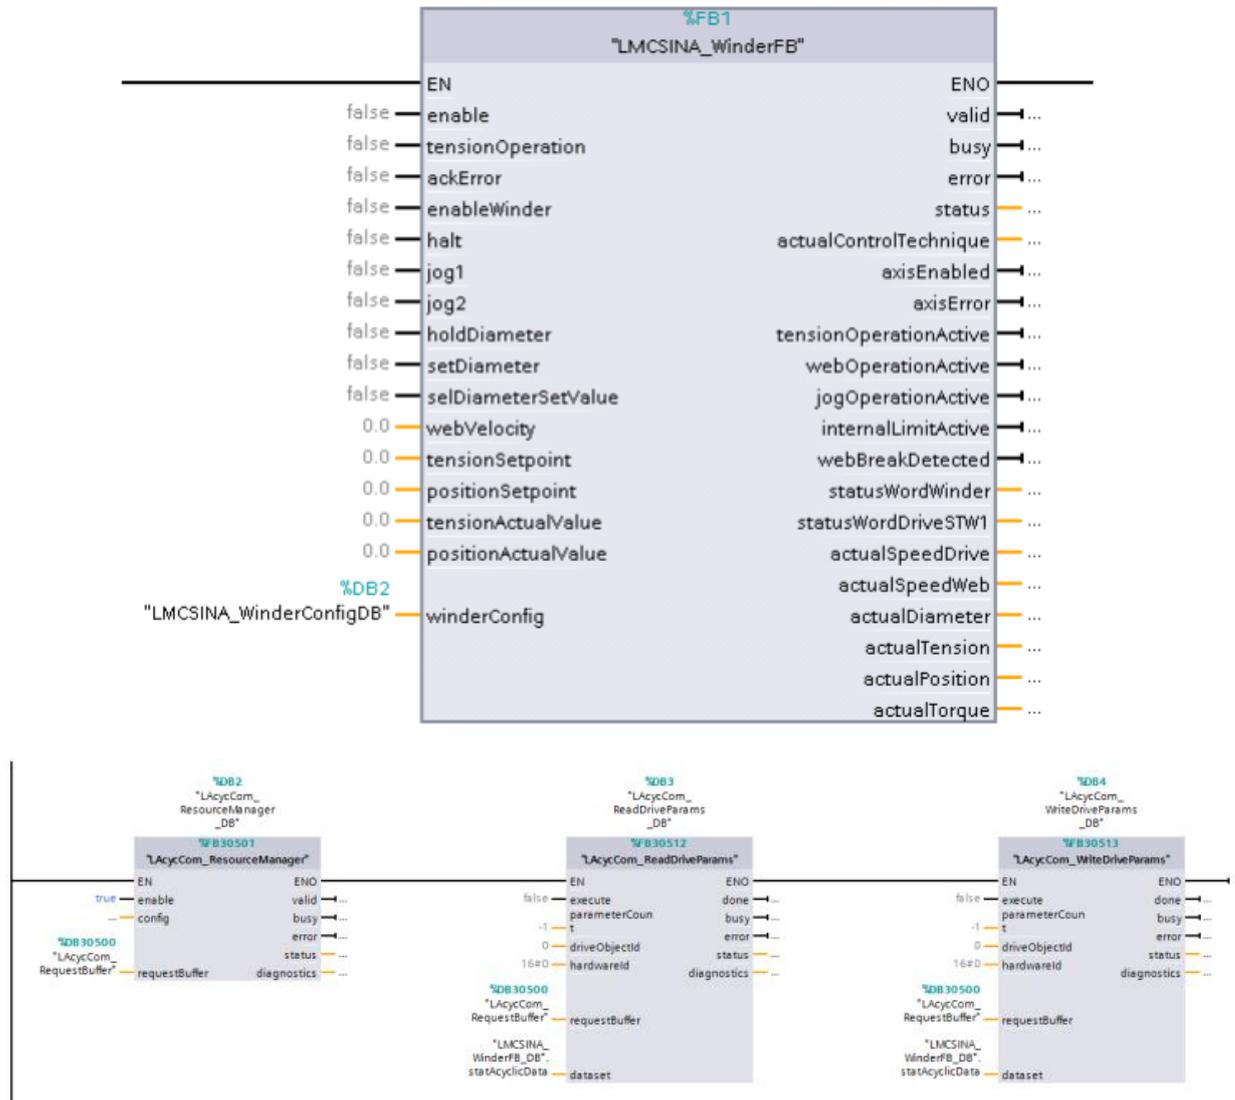 %FB1
"LMCSINA_WinderFB"
EN ENO
false enable valid ...
false tensionOperation busy ...
false ackError error ...
false enableWinder status ...
false halt actualControlTechnique ...
false jog1 axisEnabled ...
false jog2 axisError ...
false holdDiameter tensionOperationActive ...
false setDiameter webOperationActive ...
false selDiameterSetValue jogOperationActive ...
0.0 webVelocity internalLimitActive ...
0.0 tensionSetpoint webBreakDetected ...
0.0 positionSetpoint statusWordWinder ...
0.0 tensionActualValue statusWordDriveSTW1 ...
0.0 positionActualValue actualSpeedDrive ...
%DB2 actualSpeedWeb ...
"LMCSINA_WinderConfigDB" winderConfig actualDiameter ...
actualTension ...
actualPosition ...
actualTorque ...
%DB2
"LAcycCom_
ResourceManager
_DB"
%FB30501
"LAcycCom_ResourceManager"
EN ENO
true enable valid ...
... config busy ...
error ...
%DB30500
"LAcycCom_ status ...
RequestBuffer" requestBuffer diagnostics ...
%DB3
"LAcycCom_
ReadDriveParams
_DB"
%FB30512
"LAcycCom_ReadDriveParams"
EN ENO
false execute done ...
parameterCoun busy ...
-1 t
error ...
0 driveObjectId status ...
16#0 hardwareId diagnostics ...
%DB30500
"LAcycCom_
RequestBuffer" requestBuffer
"LMCSINA_
WinderFB_DB".
statAcyclicData dataset
%DB4
"LAcycCom_
WriteDriveParams
_DB"
%FB30513
"LAcycCom_WriteDriveParams"
EN ENO
false execute done ...
parameterCoun busy ...
-1 t
error ...
0 driveObjectId status ...
16#0 hardwareId diagnostics ...
%DB30500
"LAcycCom_
RequestBuffer" requestBuffer
"LMCSINA_
WinderFB_DB".
statAcyclicData dataset